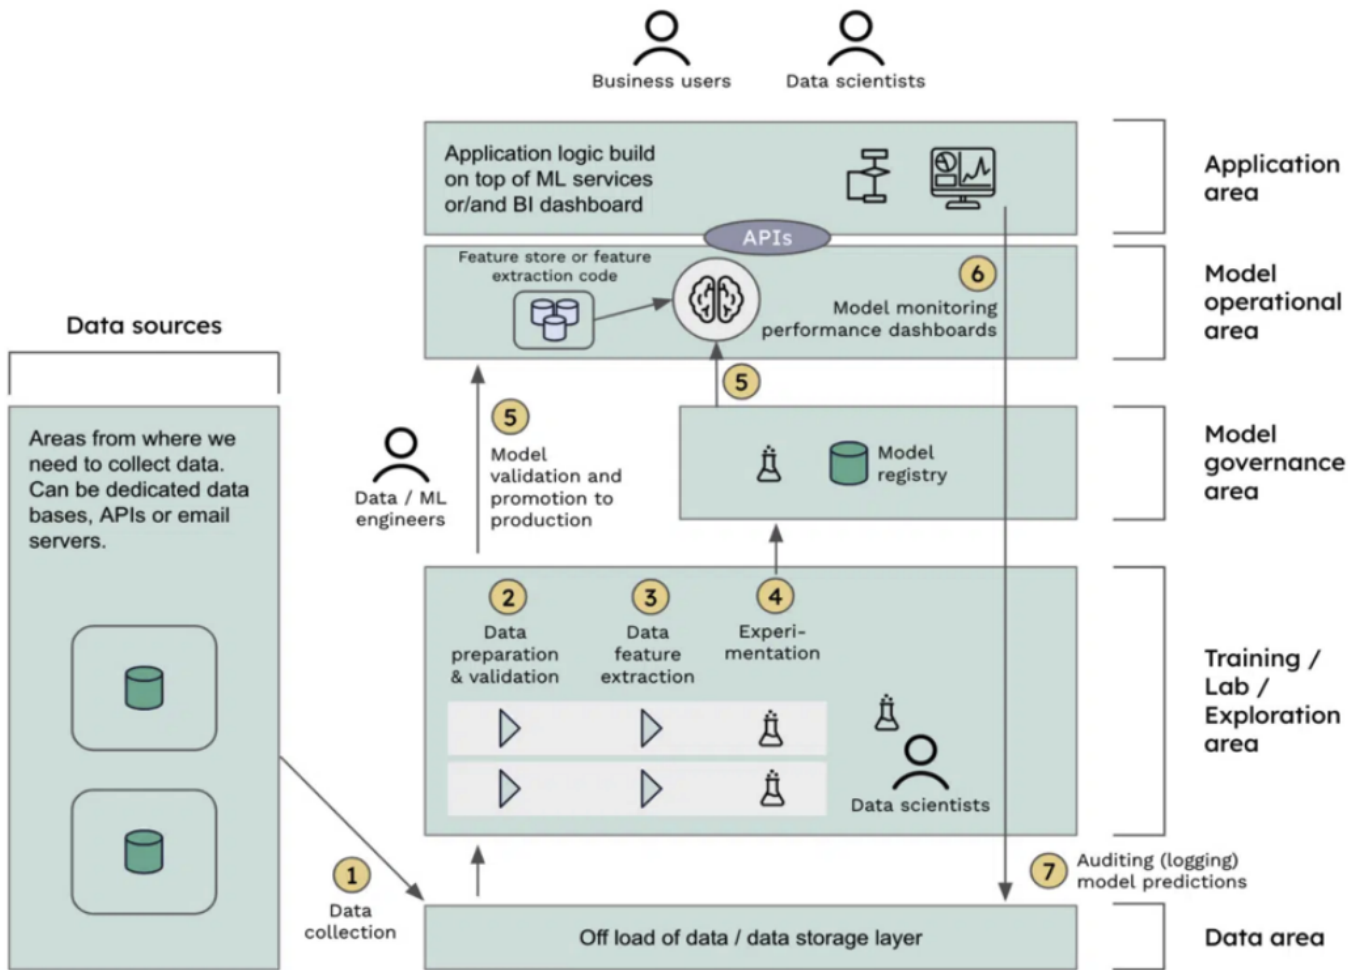 Business users
Data scientists
Application logic build
on top of ML services
or/and BI dashboard
Application
area
APIs
Feature store or feature
extraction code
6
Model monitoring
performance dashboards
Model
operational
area
Data sources
Areas from where we
need to collect data.
Can be dedicated data
bases, APIs or email
servers.
Data / ML
engineers
5
Model
validation and
promotion to
production
5
Model
registry
Model
governance
area
2
Data
preparation
& validation
3
Data
feature
extraction
4
Experi-
mentation
Data scientists
Training /
Lab /
Exploration
area
1
Data
collection
7
Auditing (logging)
model predictions
Off load of data / data storage layer
Data area